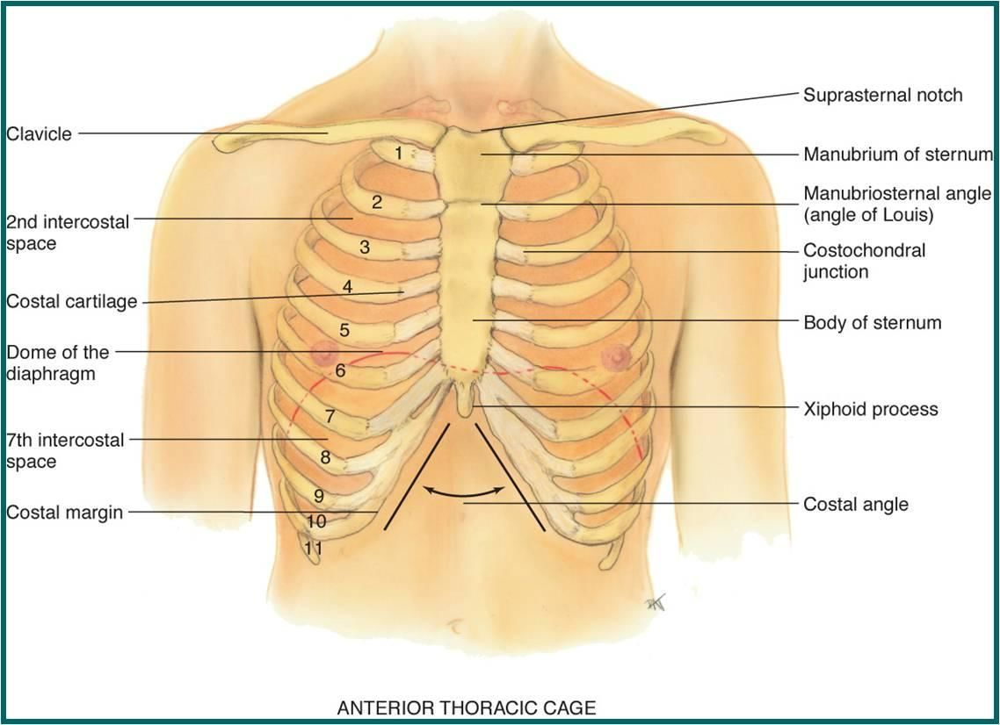 Suprasternal notch
Clavicle
Manubrium of sternum
Manubriosternal angle
(angle of Louis)
2nd intercostal
space
Costochondral
junction
Costal cartilage
Body of sternum
Dome of the
diaphragm
Xiphoid process
7th intercostal
space
Costal margin
Costal angle
1
2
3
4
5
6
7
8
9
10
11
ANTERIOR THORACIC CAGE